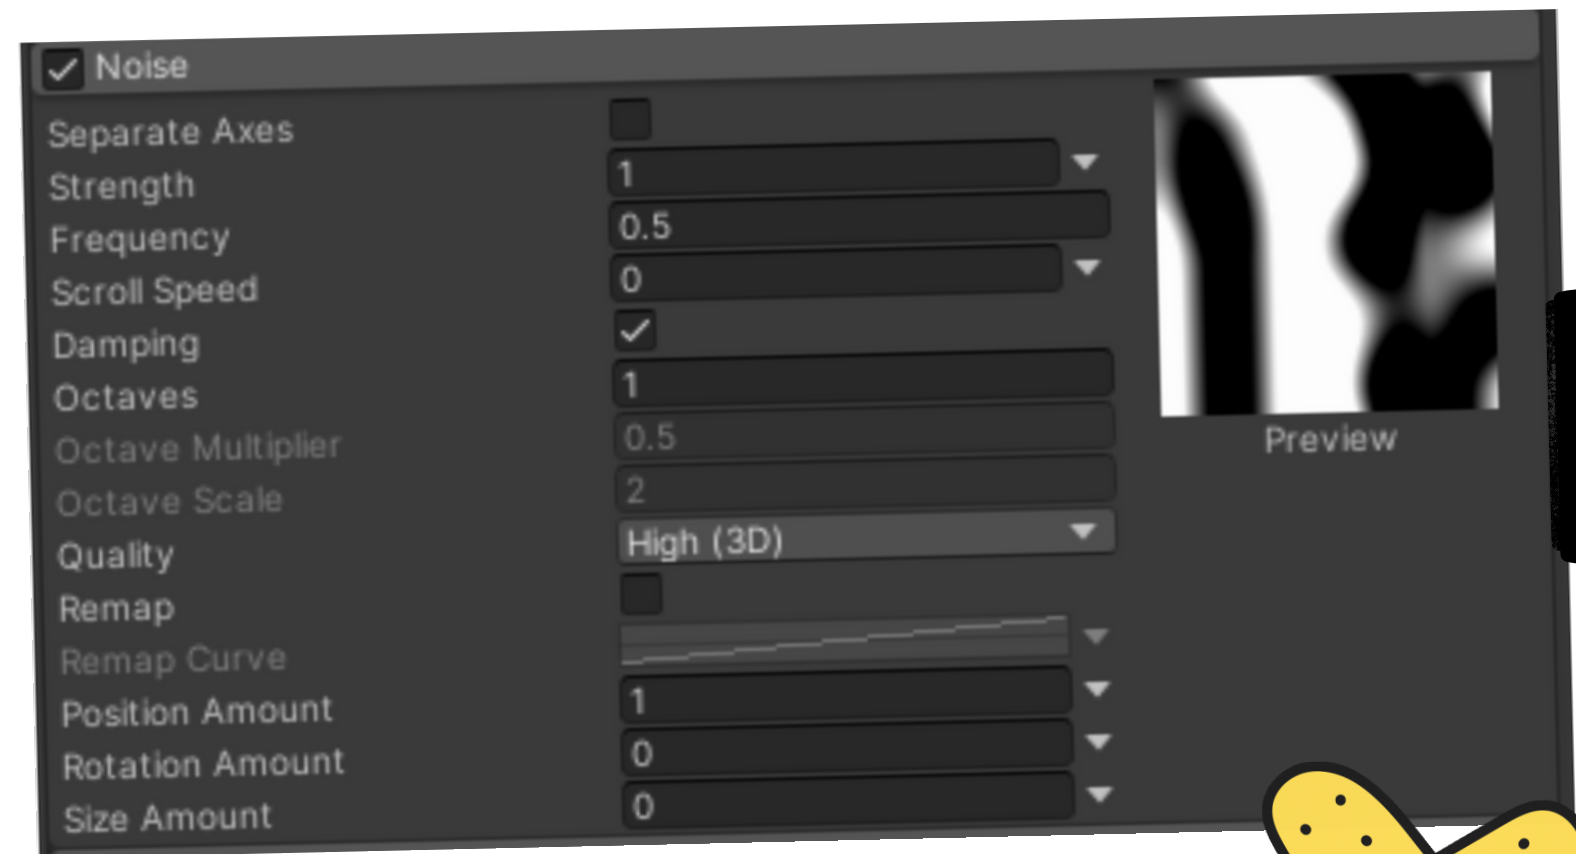 Noise
Separate Axes
Strength 1
Frequency 0.5
Scroll Speed 0
Damping
Octaves 1
Octave Multiplier 0.5
Octave Scale 2
Quality High (3D)
Remap
Remap Curve
Position Amount 1
Rotation Amount 0
Size Amount 0
Preview